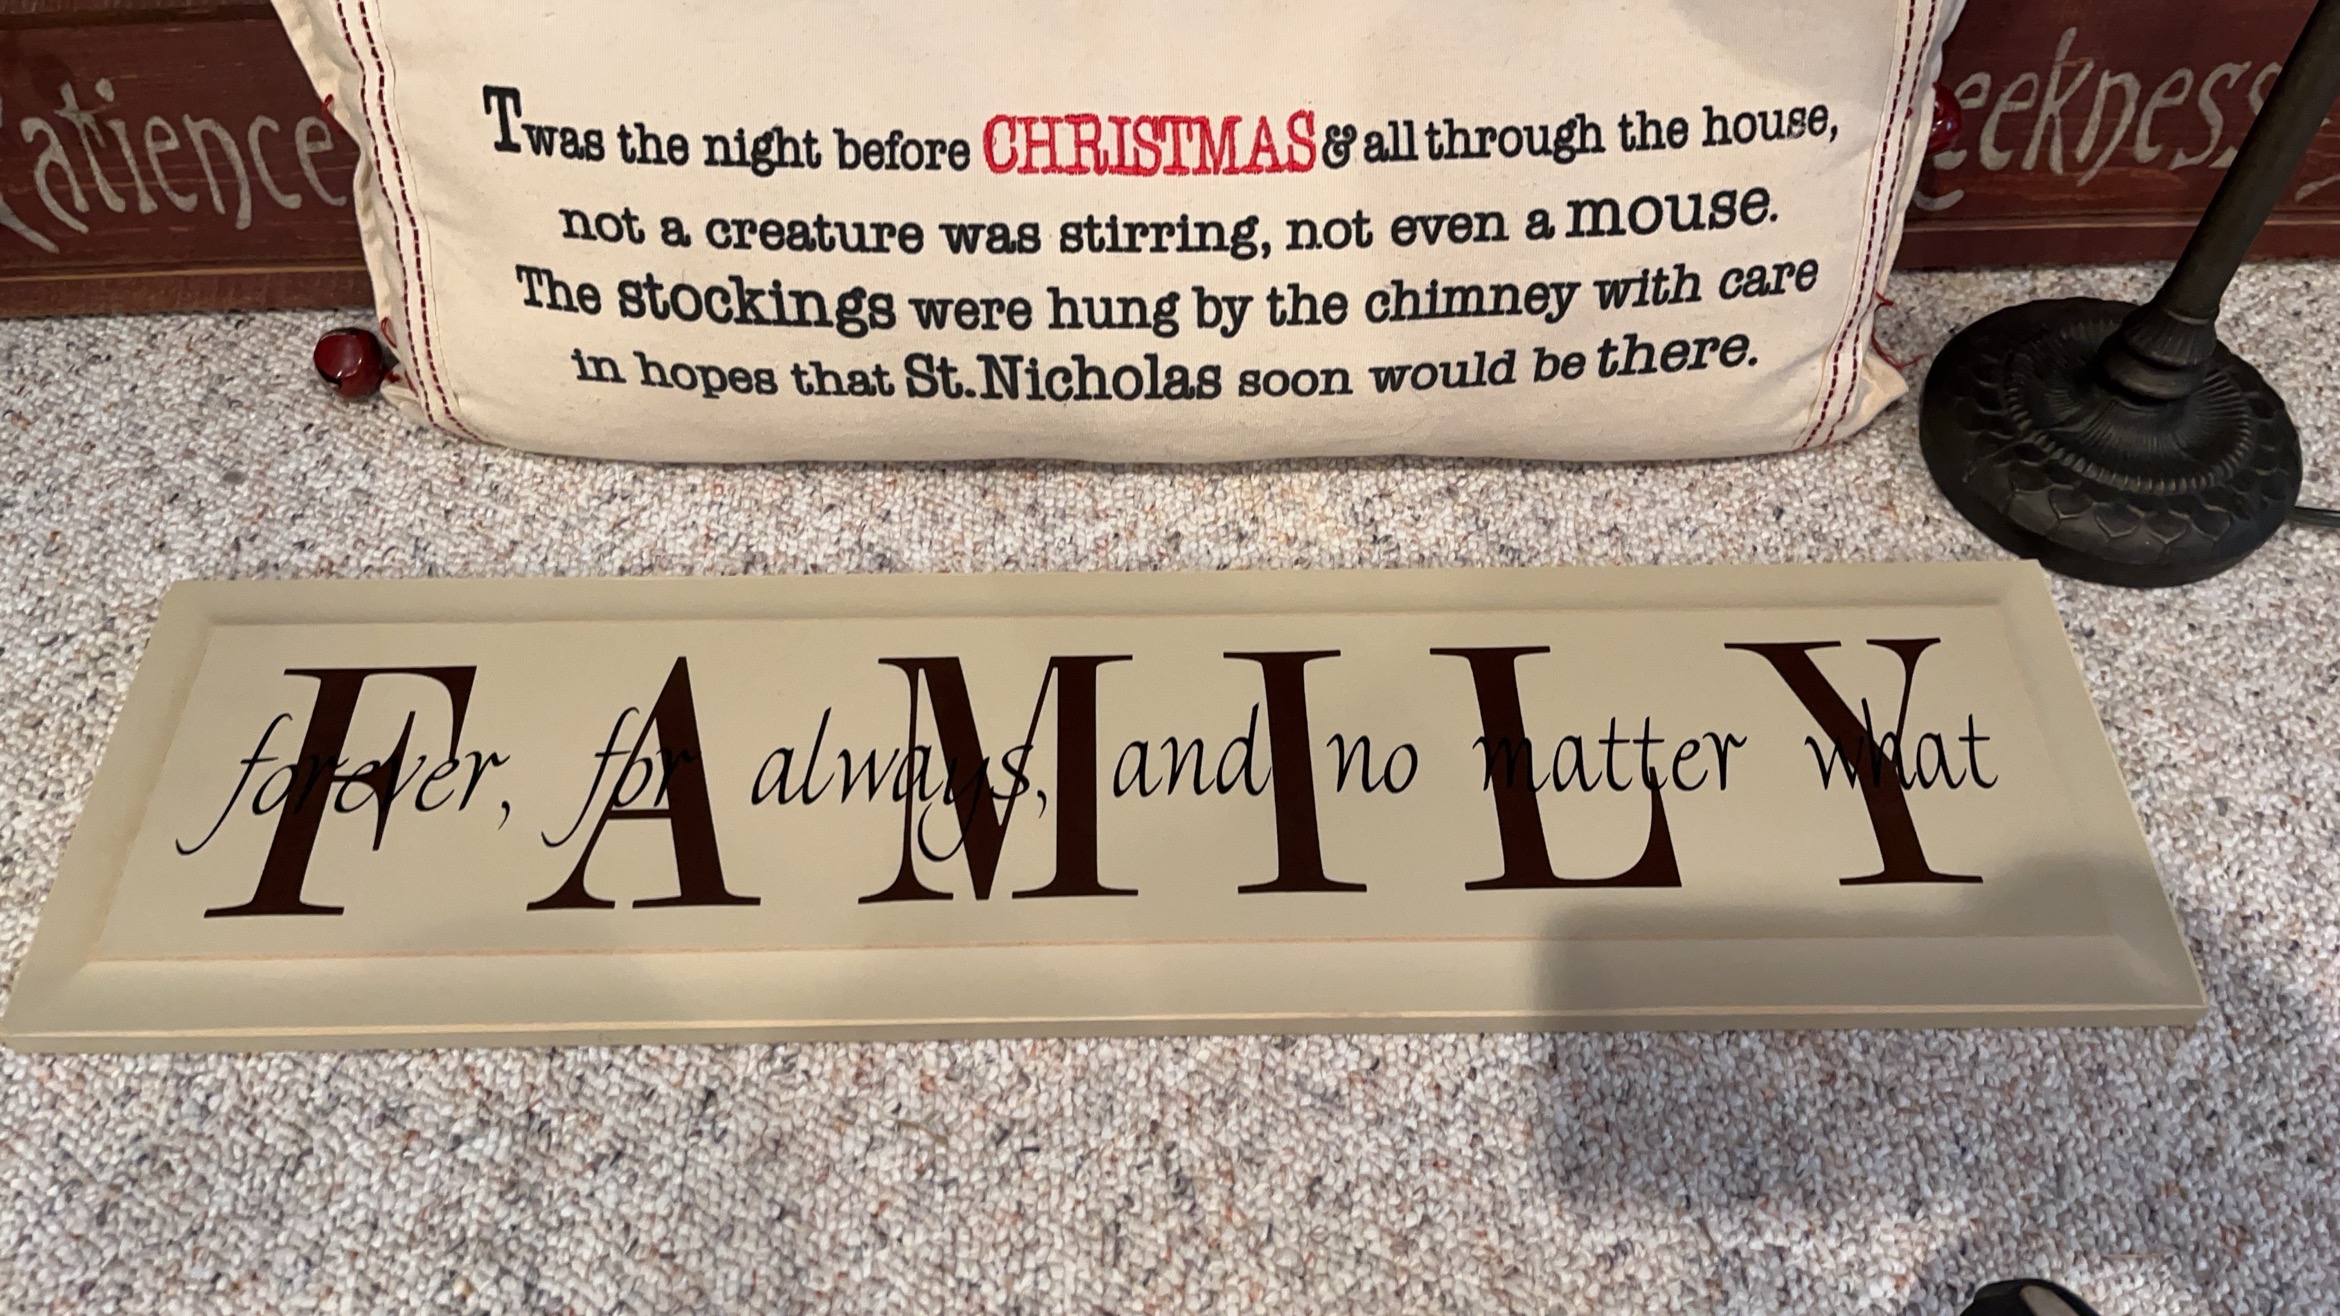 atience
eekness
Twas the night before CHRISTMAS & all through the house,
not a creature was stirring, not even a mouse.
The stockings were hung by the chimney with care
in hopes that St.Nicholas soon would be there.
FAMILY
forever, for always, and no matter what